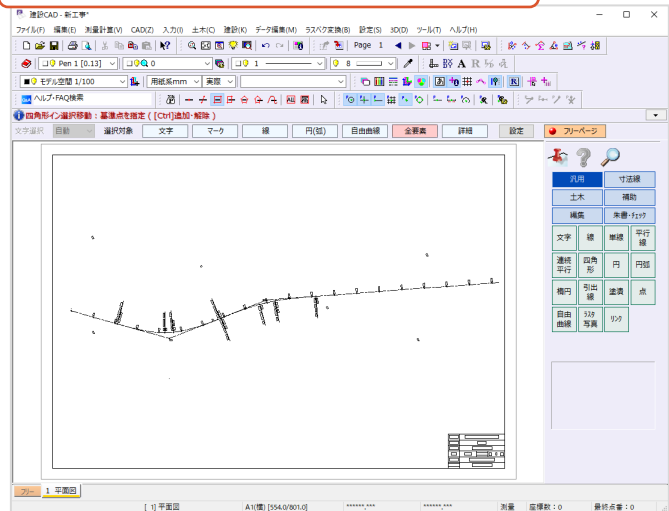 建設CAD - 新工事*
ファイル(F) 編集(E) 測量計算(V) CAD(Z) 入力(I) 土木(C) 建設(K) データ編集(M) ラスベク変換(B) 設定(S) 3D(D) ツール(T) ヘルプ(H)
Page 1
Pen 1 [0.13] 0 1 8
A R
モデル空間 1/100 用紙系mm 実際
ヘルプ・FAQ検索
四角形イン選択移動：基準点を指定 ( [Ctrl]追加・解除 )
文字選択 自動 選択対象 文字 マーク 線 円(弧) 自由曲線 全要素 詳細 設定 フリーページ
汎用 寸法線
土木 補助
編集 朱書・チェック
文字 線 単線 平行線
連続平行 四角形 円 円弧
楕円 引出線 塗潰 点
自由曲線 ラスタ写真 リンク
フリー 1 平面図
[ 1] 平面図 A1(横) [554.0/801.0] ******.*** ******.*** 測量 座標数：0 最終点番：0